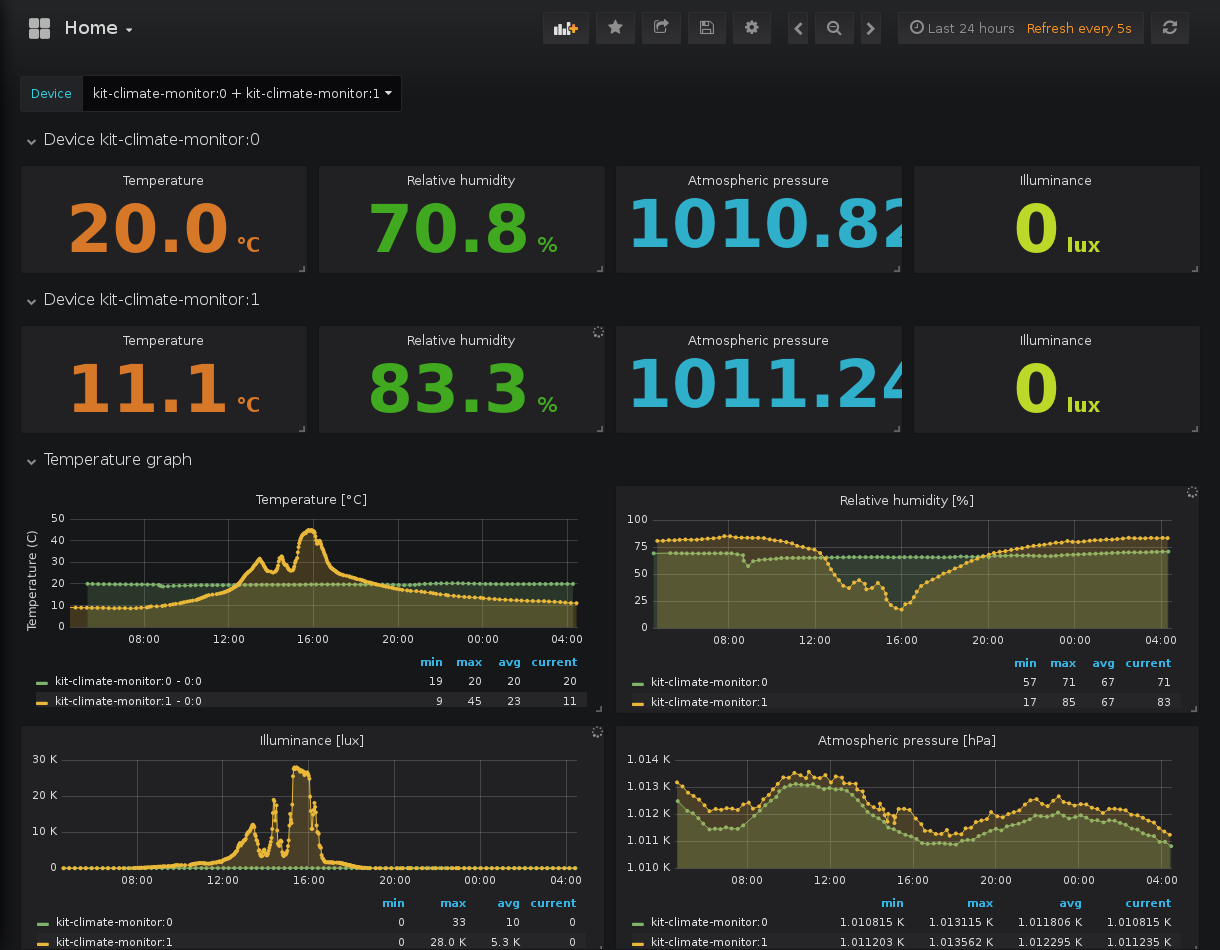 Home
Last 24 hours Refresh every 5s
Device kit-climate-monitor:0 + kit-climate-monitor:1
Device kit-climate-monitor:0
Temperature Relative humidity Atmospheric pressure Illuminance
20.0 °C 70.8 % 1010.82 0 lux
Device kit-climate-monitor:1
Temperature Relative humidity Atmospheric pressure Illuminance
11.1 °C 83.3 % 1011.24 0 lux
Temperature graph
Temperature [°C]
Temperature (C)
50
40
30
20
10
0
08:00 12:00 16:00 20:00 00:00 04:00
min max avg current
kit-climate-monitor:0 - 0:0 19 20 20 20
kit-climate-monitor:1 - 0:0 9 45 23 11
Relative humidity [%]
100
75
50
25
0
08:00 12:00 16:00 20:00 00:00 04:00
min max avg current
kit-climate-monitor:0 57 71 67 71
kit-climate-monitor:1 17 85 67 83
Illuminance [lux]
30 K
20 K
10 K
0
08:00 12:00 16:00 20:00 00:00 04:00
min max avg current
kit-climate-monitor:0 0 33 10 0
kit-climate-monitor:1 0 28.0 K 5.3 K 0
Atmospheric pressure [hPa]
1.014 K
1.013 K
1.012 K
1.011 K
1.010 K
08:00 12:00 16:00 20:00 00:00 04:00
min max avg current
kit-climate-monitor:0 1.010815 K 1.013115 K 1.011806 K 1.010815 K
kit-climate-monitor:1 1.011203 K 1.013562 K 1.012295 K 1.011235 K